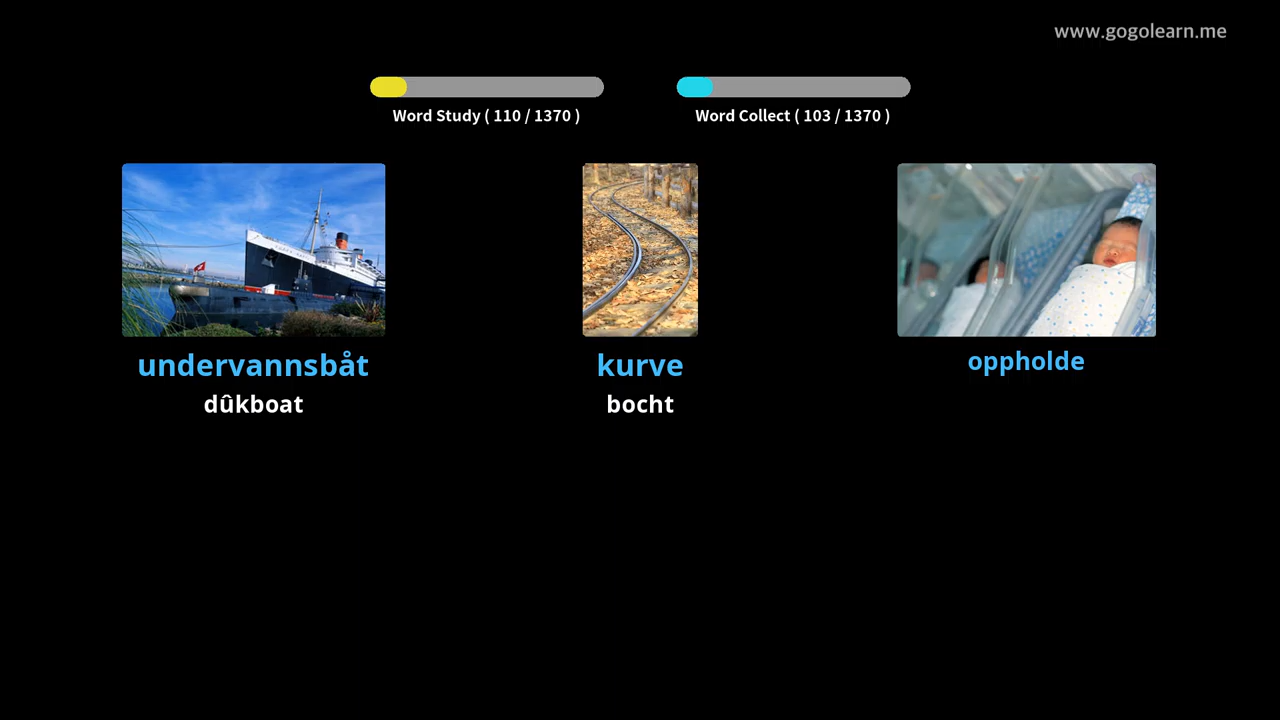 www.gogolearn.me
Word Study ( 110 / 1370 )
Word Collect ( 103 / 1370 )
undervannsbåt
kurve
oppholde
dûkboat
bocht